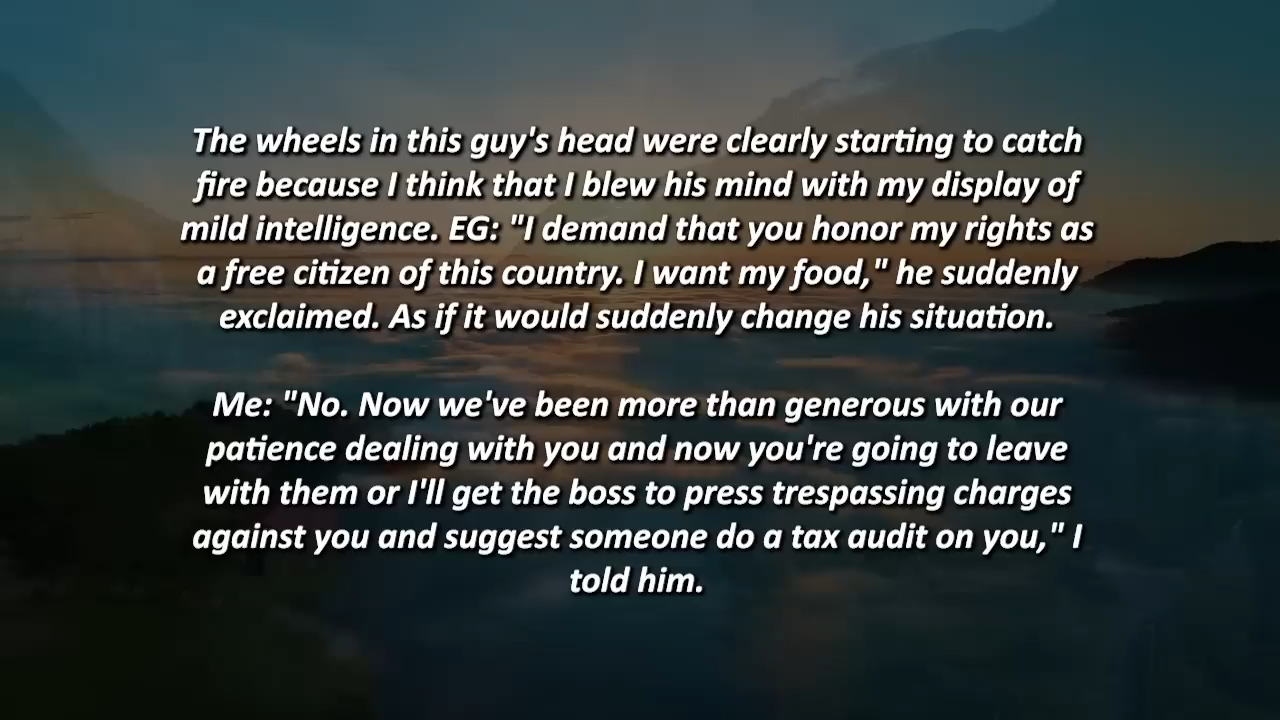 The wheels in this guy's head were clearly starting to catch
fire because I think that I blew his mind with my display of
mild intelligence. EG: "I demand that you honor my rights as
a free citizen of this country. I want my food," he suddenly
exclaimed. As if it would suddenly change his situation.
Me: "No. Now we've been more than generous with our
patience dealing with you and now you're going to leave
with them or I'll get the boss to press trespassing charges
against you and suggest someone do a tax audit on you," I
told him.